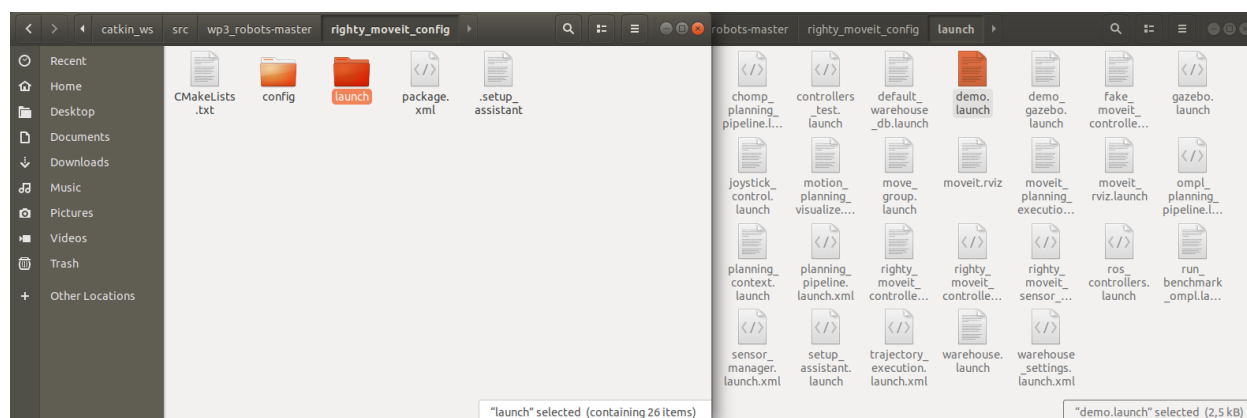 catkin_ws src wp3_robots-master righty_moveit_config
Recent
Home
Desktop
Documents
Downloads
Music
Pictures
Videos
Trash
Other Locations
CMakeLists
.txt
config
launch
package.
xml
.setup_
assistant
"launch" selected (containing 26 items)
robots-master righty_moveit_config launch
chomp_
planning_
pipeline.l...
controllers
_test.
launch
default_
warehouse
_db.launch
demo.
launch
demo_
gazebo.
launch
fake_
moveit_
controlle...
gazebo.
launch
joystick_
control.
launch
motion_
planning_
visualize....
move_
group.
launch
moveit.rviz
moveit_
planning_
executio...
moveit_
rviz.launch
ompl_
planning_
pipeline.l...
planning_
context.
launch
planning_
pipeline.
launch.xml
righty_
moveit_
controlle...
righty_
moveit_
controlle...
righty_
moveit_
sensor_...
ros_
controllers.
launch
run_
benchmark
_ompl.la...
sensor_
manager.
launch.xml
setup_
assistant.
launch
trajectory_
execution.
launch.xml
warehouse.
launch
warehouse
_settings.
launch.xml
"demo.launch" selected (2,5 kB)